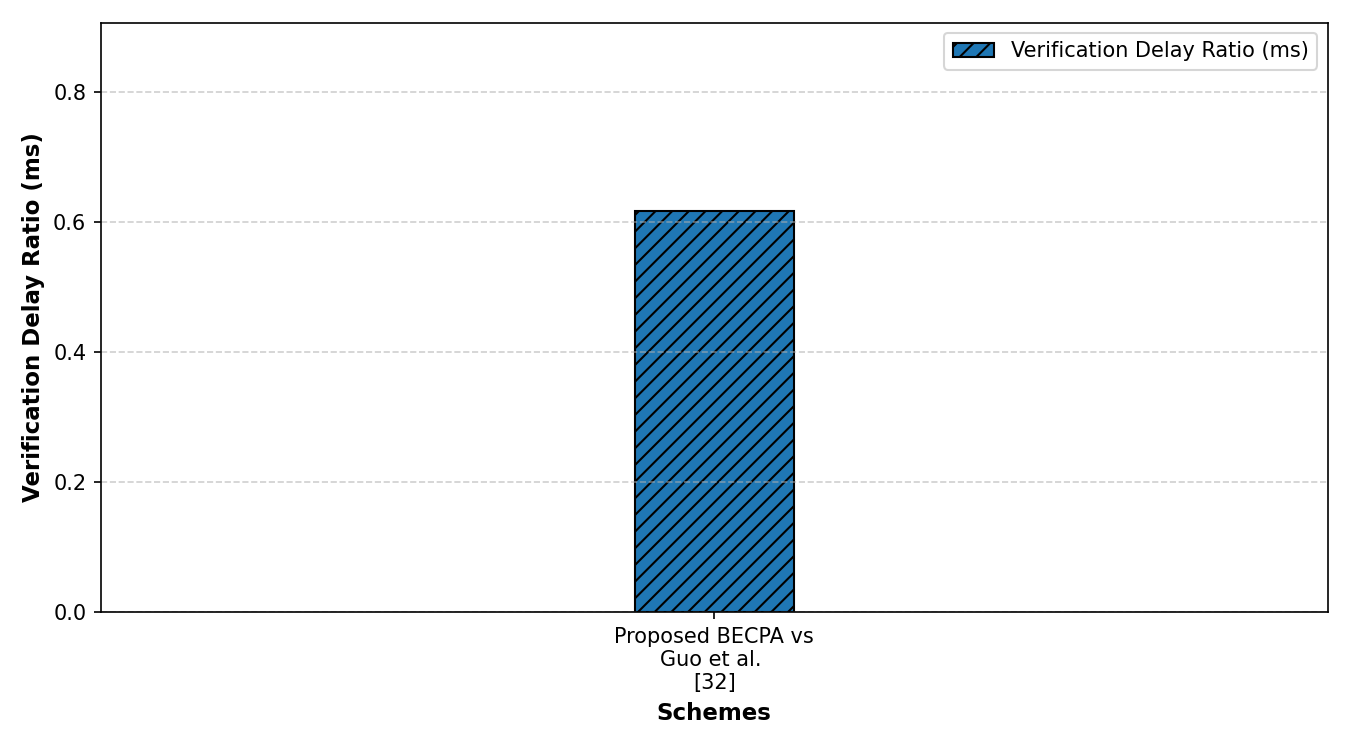 Verification Delay Ratio (ms)
0.8
0.6
0.4
0.2
0.0
Verification Delay Ratio (ms)
Proposed BECPA vs
Guo et al.
[32]
Schemes